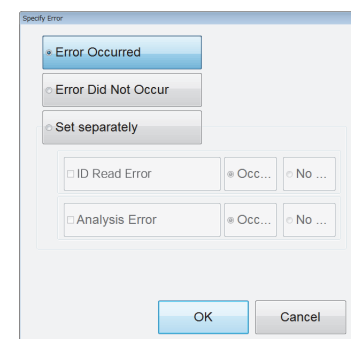 Specify Error
Error Occurred
Error Did Not Occur
Set separately
ID Read Error Occ... No ...
Analysis Error Occ... No ...
OK Cancel